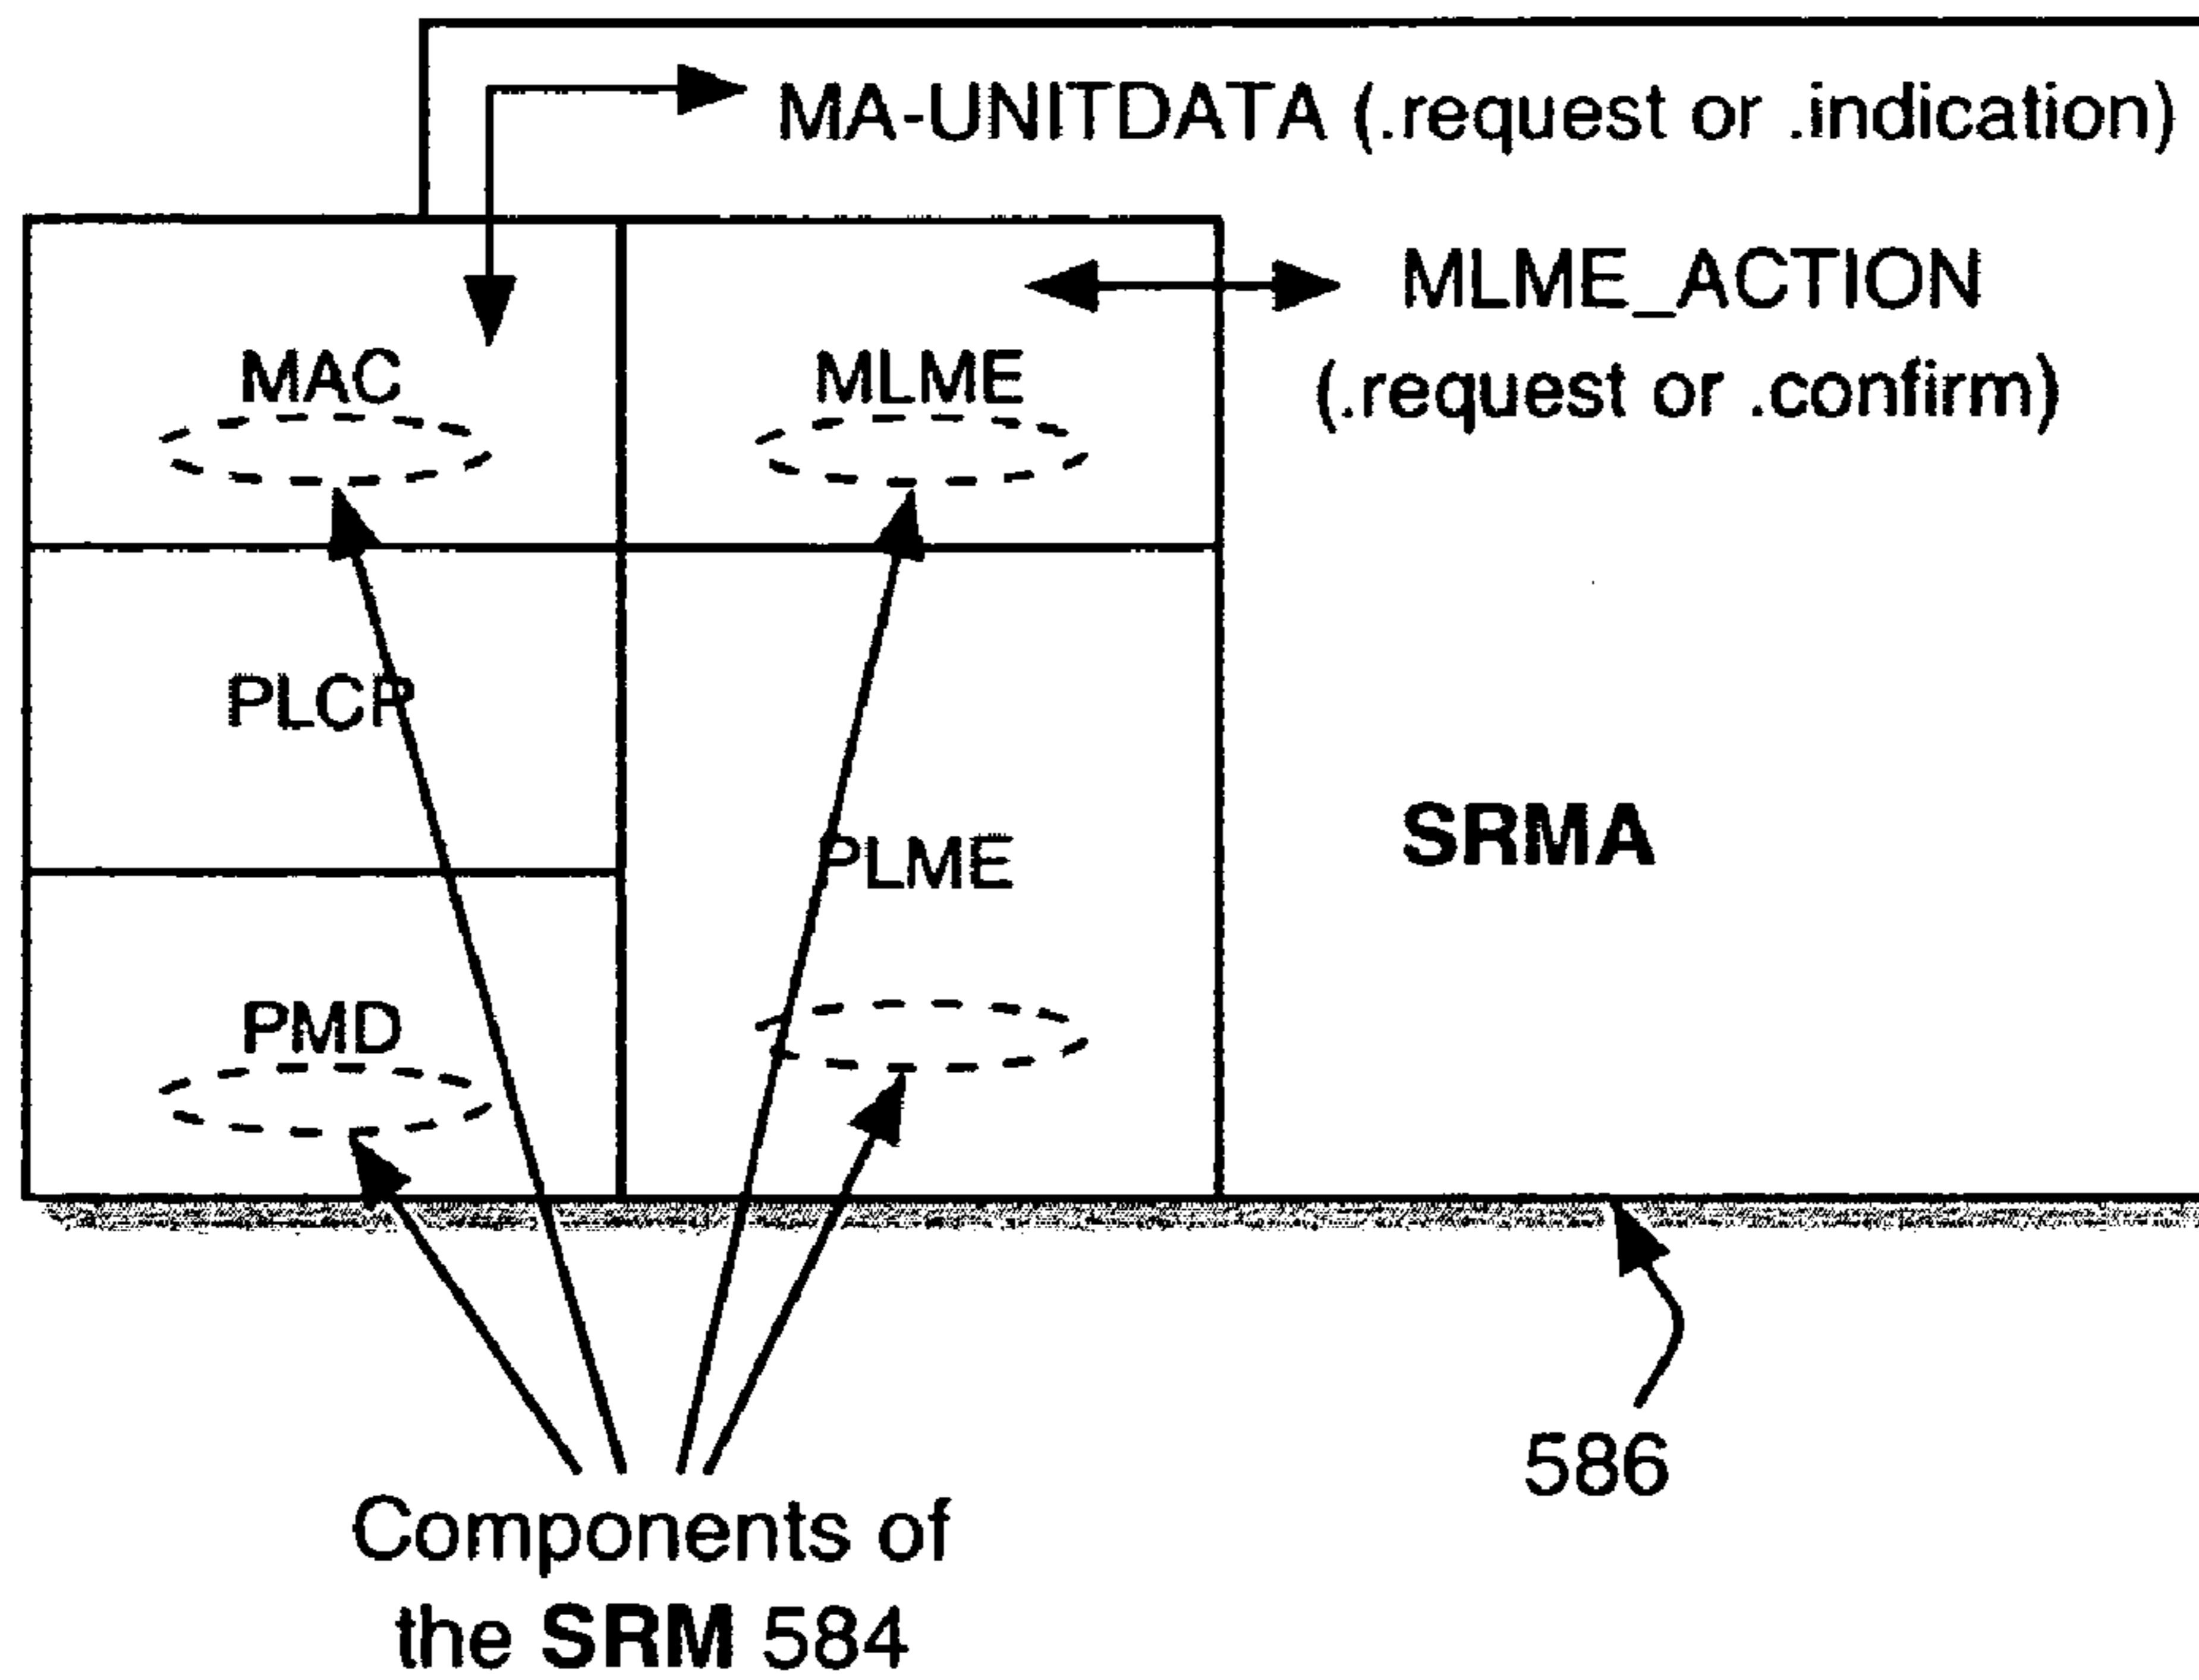 MA-UNITDATA (.request or .indication)
MLME_ACTION
(.request or .confirm)
MAC
MLME
PLCP
PLME
SRMA
PMD
586
Components of
the SRM 584